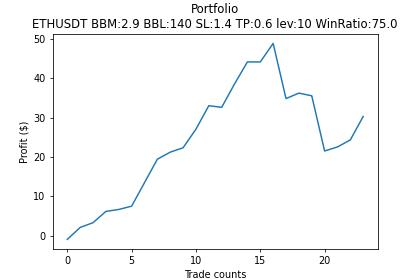 Portfolio
ETHUSDT BBM:2.9 BBL:140 SL:1.4 TP:0.6 lev:10 WinRatio:75.0
50
40
30
20
10
0
Profit ($)
0 5 10 15 20
Trade counts